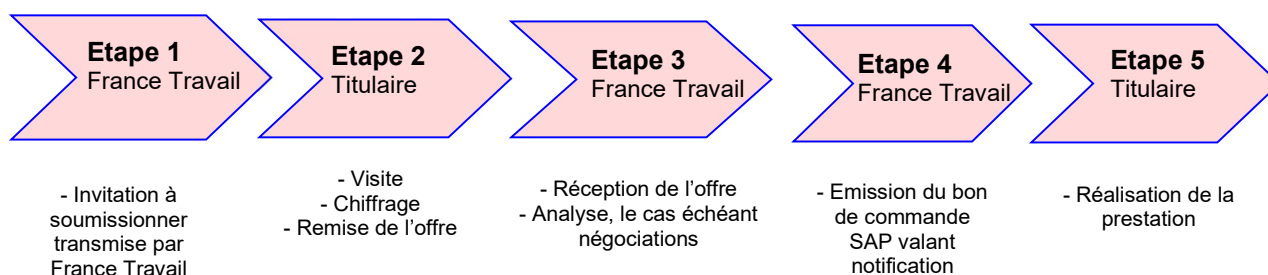 Etape 1
France Travail
Etape 2
Titulaire
Etape 3
France Travail
Etape 4
France Travail
Etape 5
Titulaire
- Invitation à
soumissionner
transmise par
France Travail
- Visite
- Chiffrage
- Remise de l’offre
- Réception de l’offre
- Analyse, le cas échéant
négociations
- Emission du bon
de commande
SAP valant
notification
- Réalisation de la
prestation